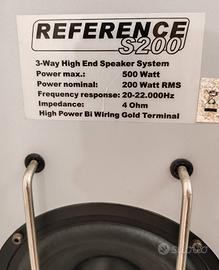 REFERENCE
S200
3-Way High End Speaker System
Power max.: 500 Watt
Power nominal: 200 Watt RMS
Frequency response: 20-22.000Hz
Impedance: 4 Ohm
High Power Bi Wiring Gold Terminal